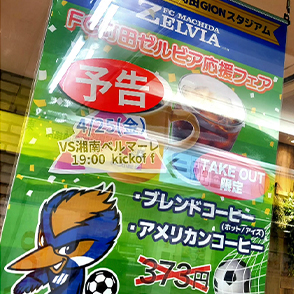 町田GIONスタジアム
FC MACHIDA
ZELVIA
FC町田ゼルビア応援フェア
予告
4/25(金)
VS湘南ベルマーレ
19:00 kickoff
TAKE OUT
限定
・ブレンドコーヒー
(ホット/アイス)
・アメリカンコーヒー
373円